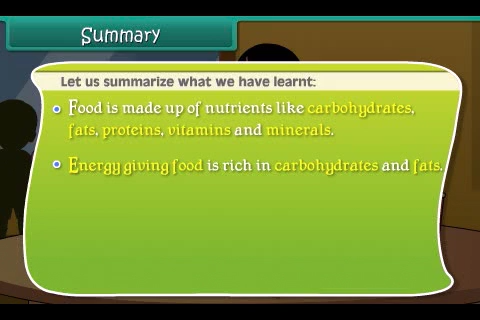 Summary
Let us summarize what we have learnt:
Food is made up of nutrients like carbohydrates,
fats, proteins, vitamins and minerals.
Energy giving food is rich in carbohydrates and fats.